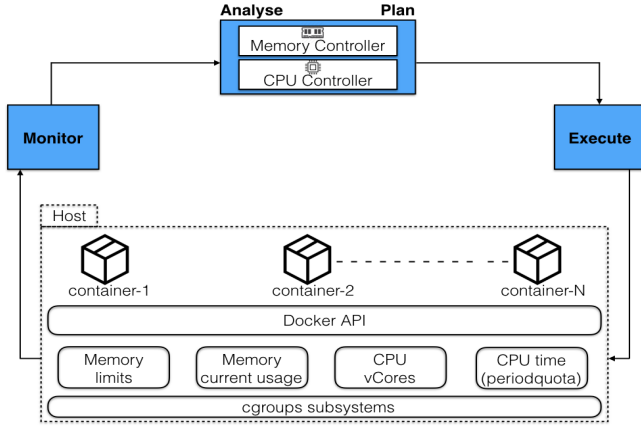 Analyse Plan
Memory Controller
CPU Controller
Monitor
Execute
Host
container-1 container-2 container-N
Docker API
Memory
limits
Memory
current usage
CPU
vCores
CPU time
(periodquota)
cgroups subsystems